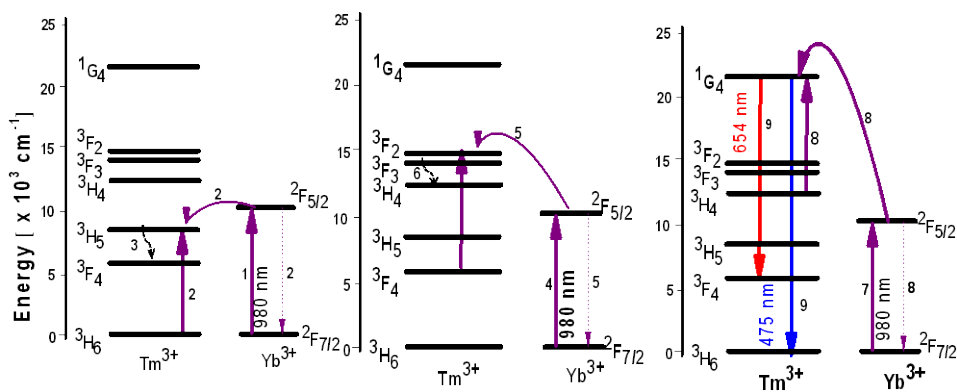 Energy [ x 10³ cm⁻¹]
25
20
15
10
5
0
¹G₄
³F₂
³F₃
³H₄
³H₅
³F₄
³H₆
2
3
2
1
2
980 nm
²F₅/₂
²F₇/₂
Tm³⁺
Yb³⁺
25
20
15
10
5
0
¹G₄
³F₂
³F₃
³H₄
³H₅
³F₄
³H₆
5
6
4
5
980 nm
²F₅/₂
²F₇/₂
Tm³⁺
Yb³⁺
25
20
15
10
5
0
¹G₄
³F₂
³F₃
³H₄
³H₅
³F₄
³H₆
654 nm
9
8
8
475 nm
9
7
8
980 nm
²F₅/₂
²F₇/₂
Tm³⁺
Yb³⁺